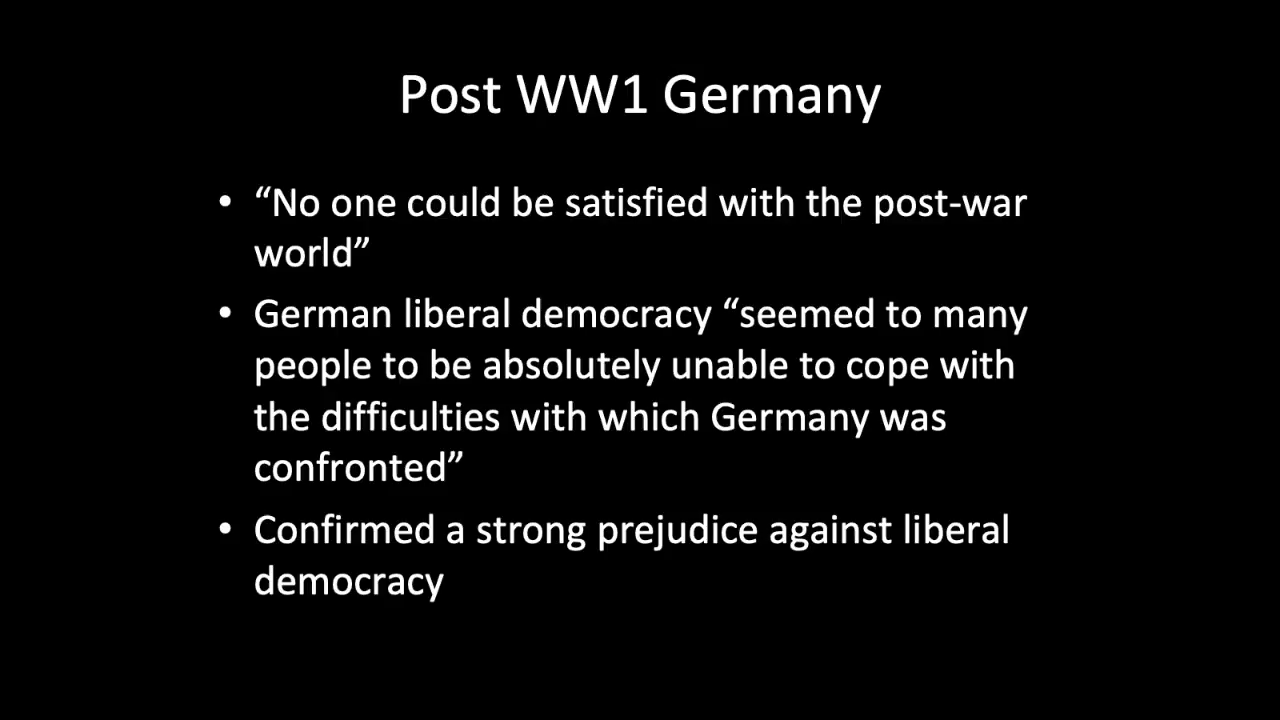 Post WW1 Germany
• “No one could be satisfied with the post-war
world”
• German liberal democracy “seemed to many
people to be absolutely unable to cope with
the difficulties with which Germany was
confronted”
• Confirmed a strong prejudice against liberal
democracy